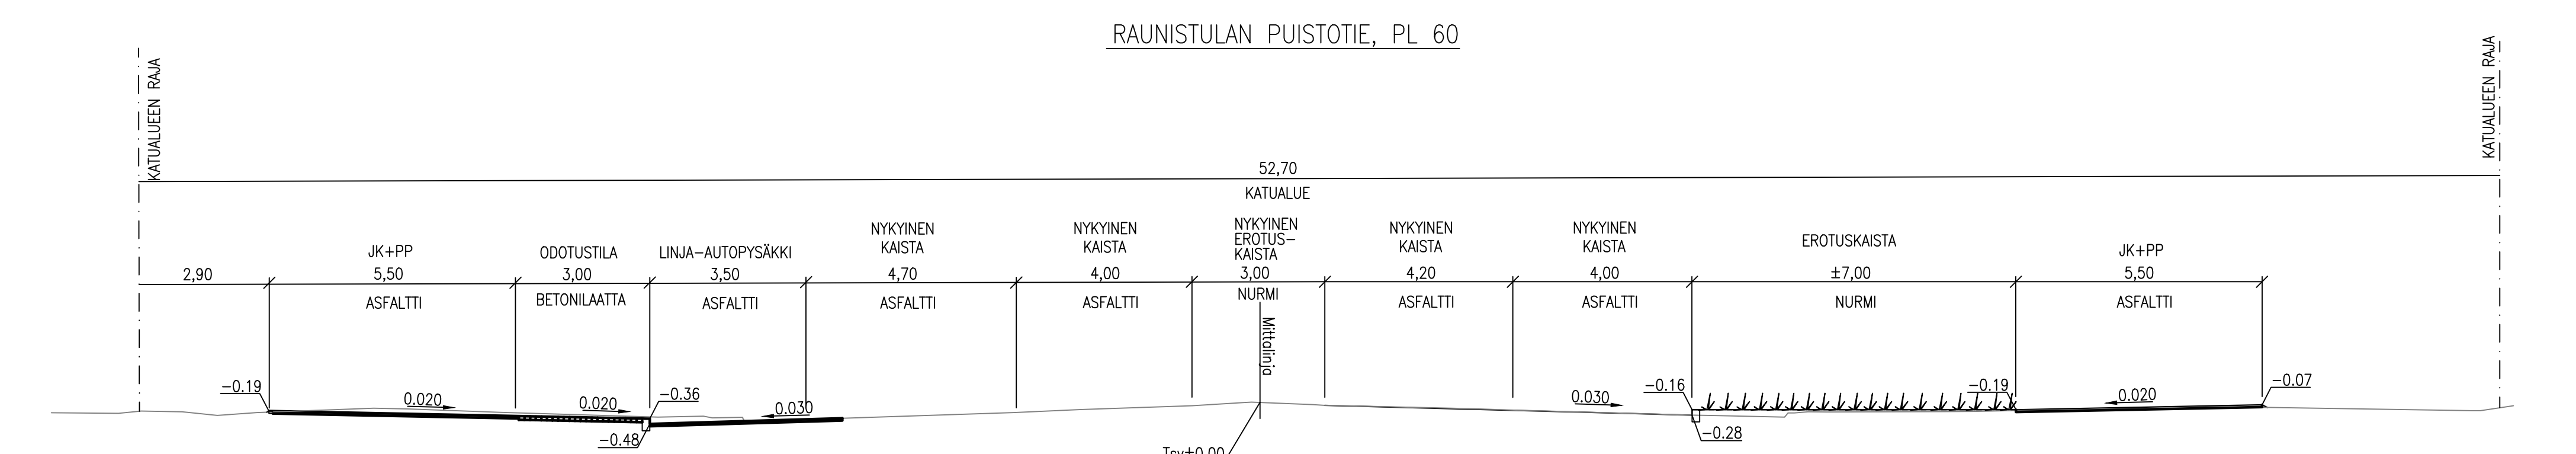 RAUNISTULAN PUISTOTIE, PL 60
KATUALUEEN RAJA
KATUALUEEN RAJA
52,70
KATUALUE
2,90
JK+PP
5,50
ASFALTTI
ODOTUSTILA
3,00
BETONILAATTA
LINJA-AUTOPYSÄKKI
3,50
ASFALTTI
NYKYINEN
KAISTA
4,70
ASFALTTI
NYKYINEN
KAISTA
4,00
ASFALTTI
NYKYINEN
EROTUS-
KAISTA
3,00
NURMI
Mittalinja
NYKYINEN
KAISTA
4,20
ASFALTTI
NYKYINEN
KAISTA
4,00
ASFALTTI
EROTUSKAISTA
±7,00
NURMI
JK+PP
5,50
ASFALTTI
-0.19
0.020
0.020
-0.36
-0.48
0.030
0.030
-0.16
-0.28
-0.19
0.020
-0.07
Tsv±0.00